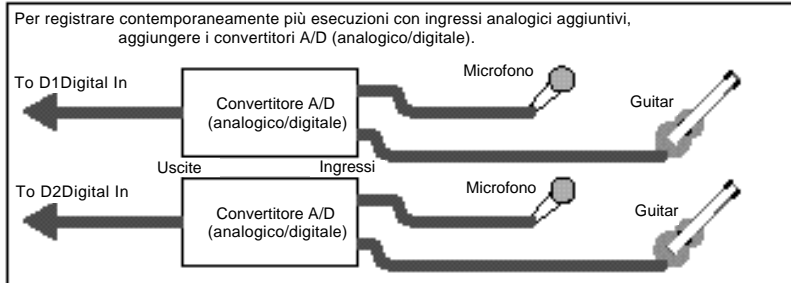 Per registrare contemporaneamente più esecuzioni con ingressi analogici aggiuntivi,
aggiungere i convertitori A/D (analogico/digitale).
To D1Digital In
Convertitore A/D
(analogico/digitale)
Microfono
Guitar
Uscite
Ingressi
To D2Digital In
Convertitore A/D
(analogico/digitale)
Microfono
Guitar